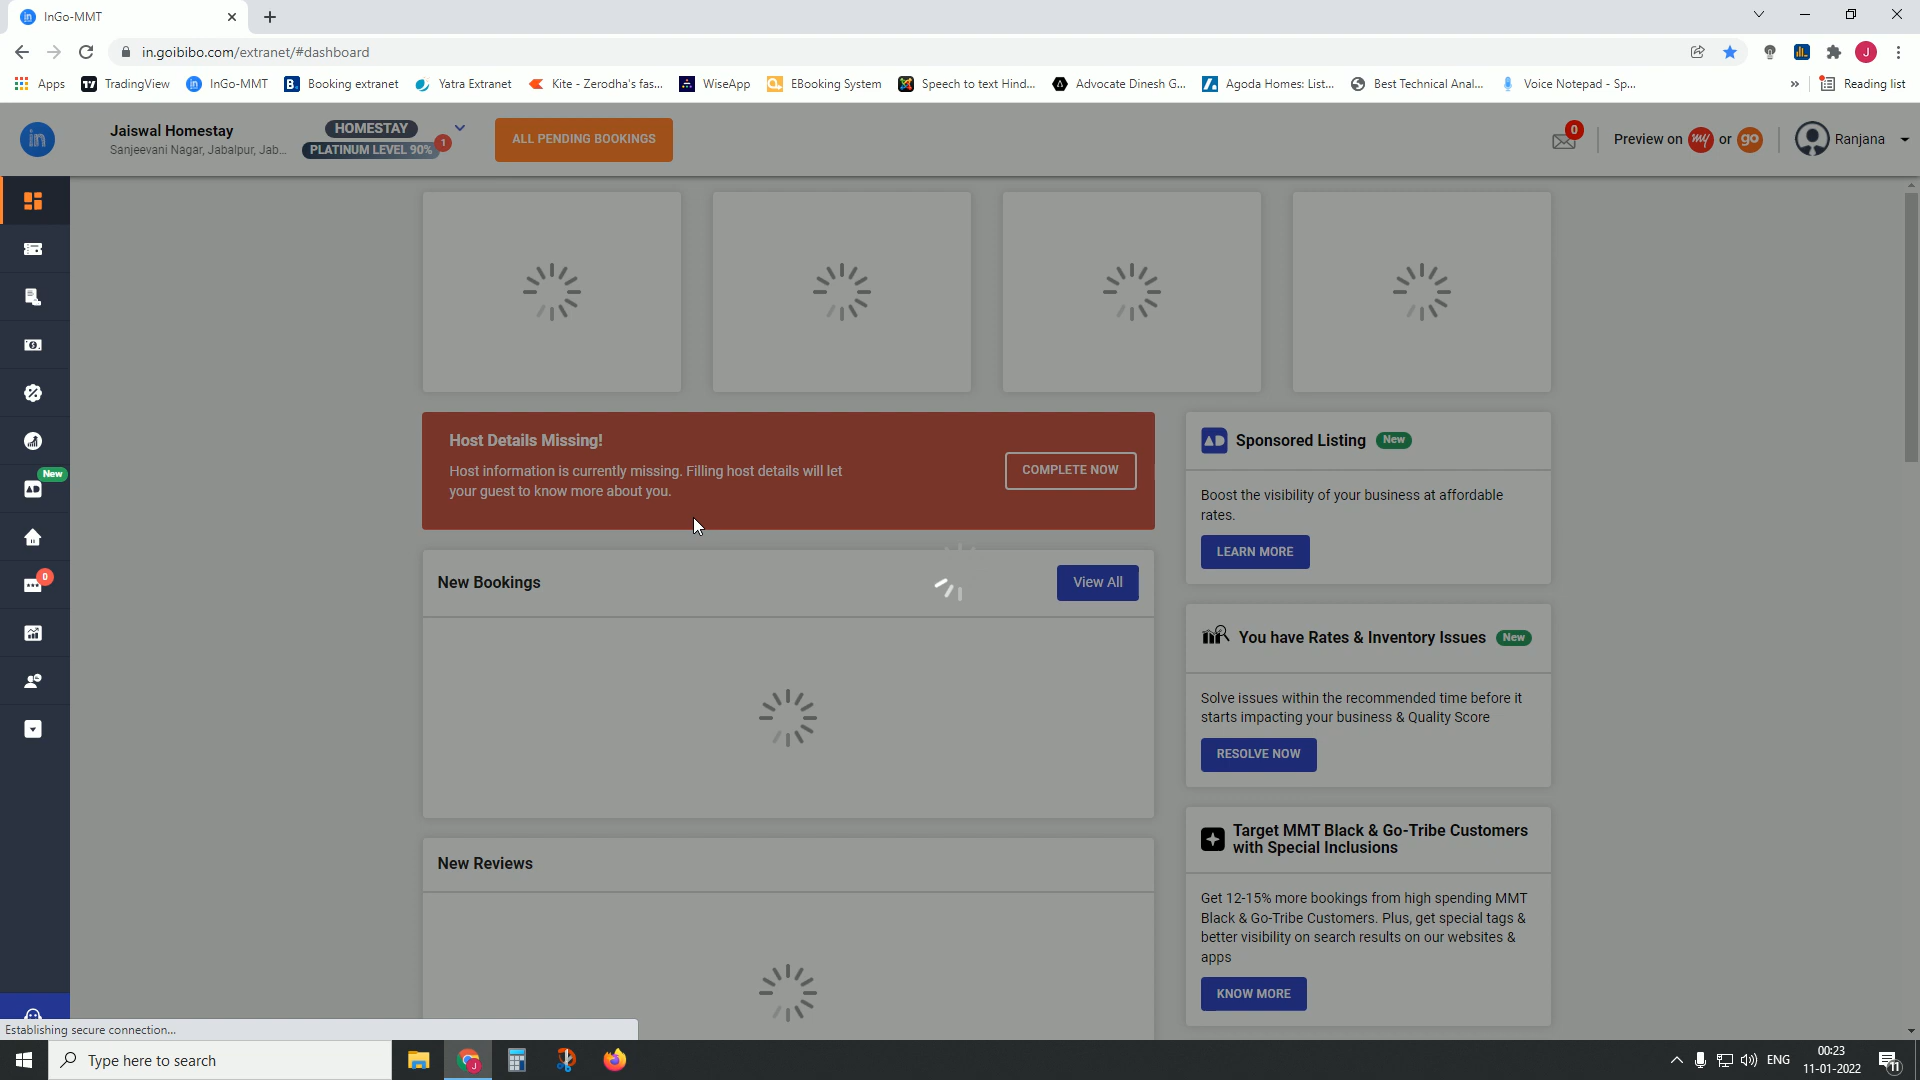 InGo-MMT
in.goibibo.com/extranet/#dashboard
Apps
TradingView
InGo-MMT
Booking extranet
Yatra Extranet
Kite - Zerodha's fas...
WiseApp
EBooking System
Speech to text Hind...
Advocate Dinesh G...
Agoda Homes: List...
Best Technical Anal...
Voice Notepad - Sp...
»
Reading list
J
in
Jaiswal Homestay
Sanjeevani Nagar, Jabalpur, Jab...
HOMESTAY
PLATINUM LEVEL 90%
1
ALL PENDING BOOKINGS
0
Preview on my or go
Ranjana
New
0
Host Details Missing!
Host information is currently missing. Filling host details will let
your guest to know more about you.
COMPLETE NOW
New Bookings
View All
New Reviews
AD Sponsored Listing New
Boost the visibility of your business at affordable
rates.
LEARN MORE
You have Rates & Inventory Issues New
Solve issues within the recommended time before it
starts impacting your business & Quality Score
RESOLVE NOW
Target MMT Black & Go-Tribe Customers
with Special Inclusions
Get 12-15% more bookings from high spending MMT
Black & Go-Tribe Customers. Plus, get special tags &
better visibility on search results on our websites &
apps
KNOW MORE
Establishing secure connection...
Type here to search
ENG
00:23
11-01-2022
11